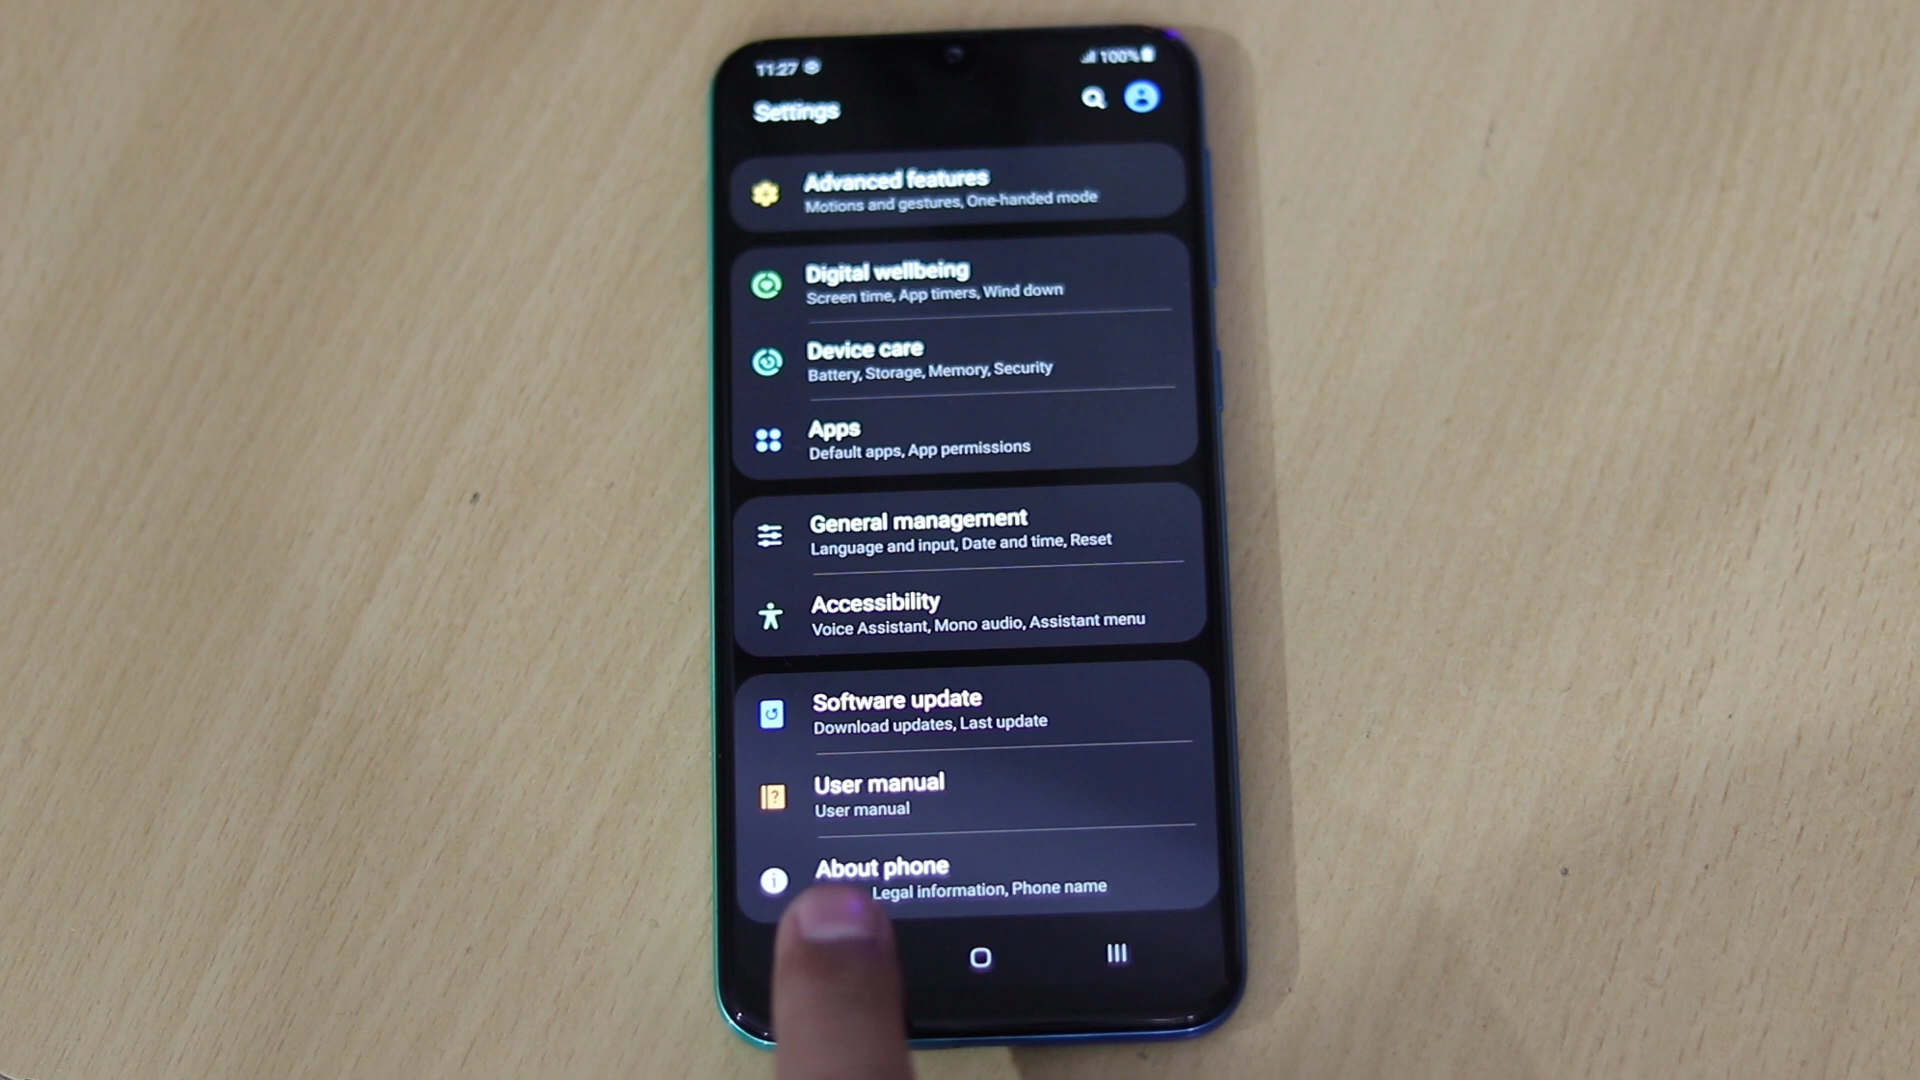 11:27
100%
Settings
Advanced features
Motions and gestures, One-handed mode
Digital wellbeing
Screen time, App timers, Wind down
Device care
Battery, Storage, Memory, Security
Apps
Default apps, App permissions
General management
Language and input, Date and time, Reset
Accessibility
Voice Assistant, Mono audio, Assistant menu
Software update
Download updates, Last update
User manual
User manual
About phone
Legal information, Phone name